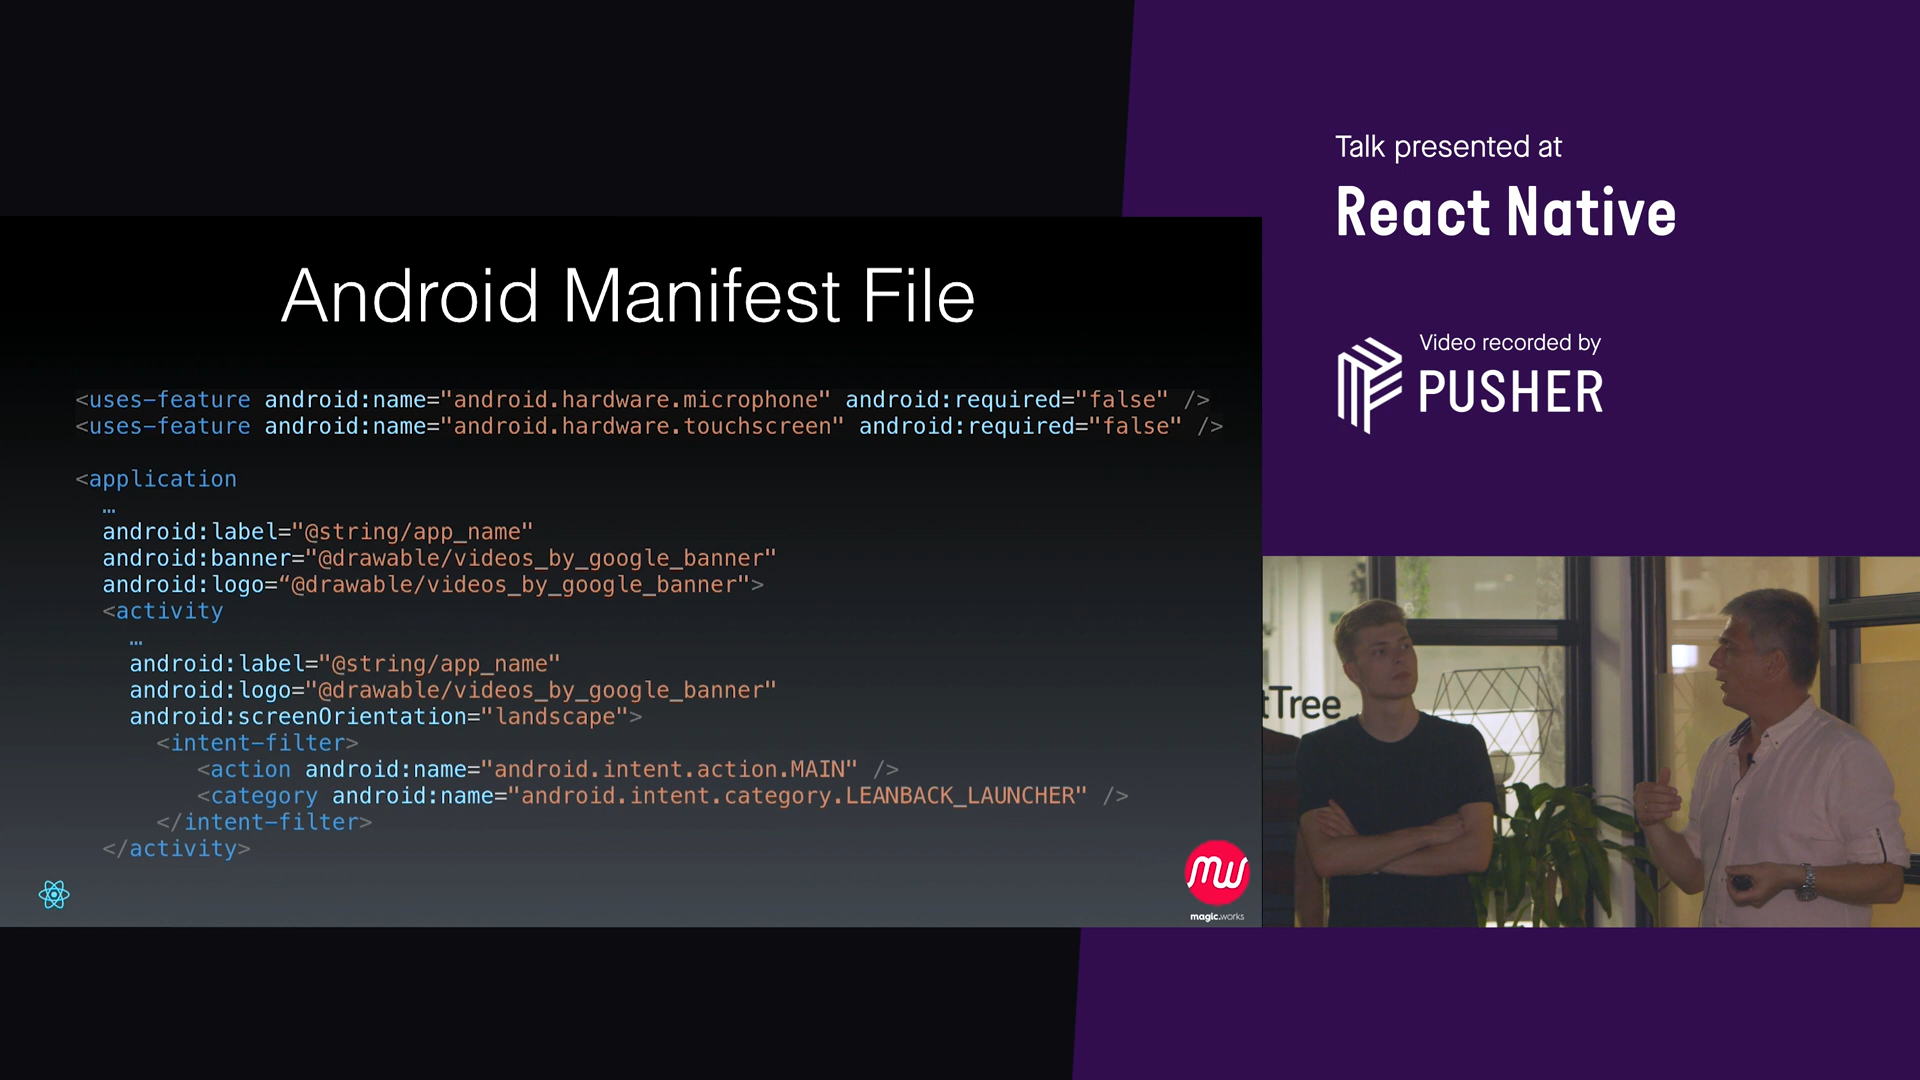 Talk presented at
React Native
Video recorded by
PUSHER
Android Manifest File
<uses-feature android:name="android.hardware.microphone" android:required="false" />
<uses-feature android:name="android.hardware.touchscreen" android:required="false" />
<application
…
android:label="@string/app_name"
android:banner="@drawable/videos_by_google_banner"
android:logo=“@drawable/videos_by_google_banner">
<activity
…
android:label="@string/app_name"
android:logo="@drawable/videos_by_google_banner"
android:screenOrientation="landscape">
<intent-filter>
<action android:name="android.intent.action.MAIN" />
<category android:name="android.intent.category.LEANBACK_LAUNCHER" />
</intent-filter>
</activity>
mw
magic.works
tTree